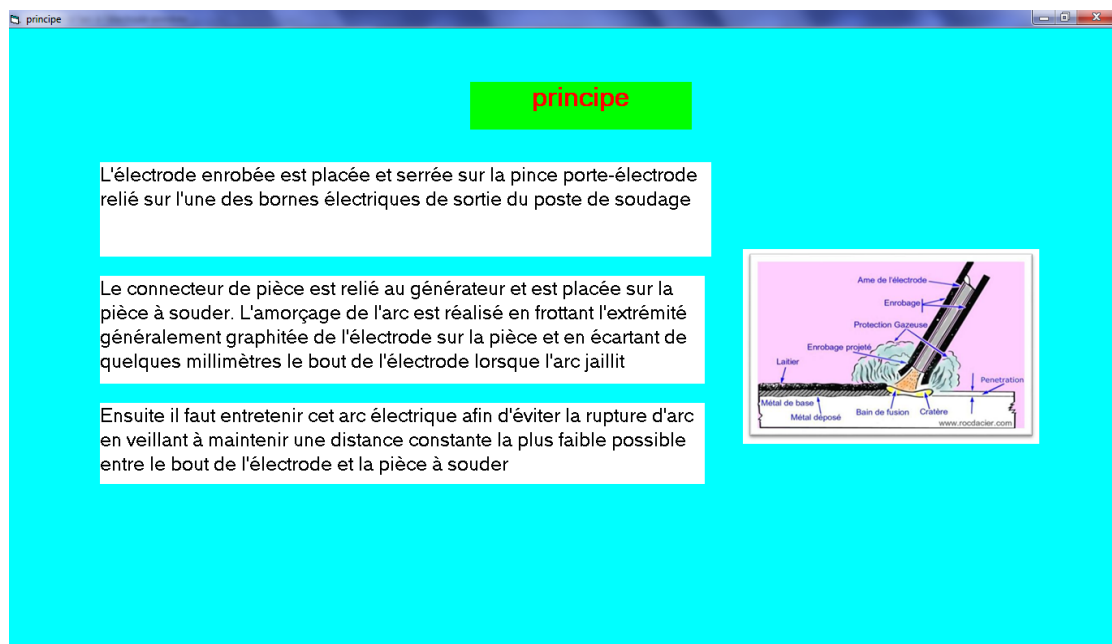 principe
principe
L'électrode enrobée est placée et serrée sur la pince porte-électrode
relié sur l'une des bornes électriques de sortie du poste de soudage
Le connecteur de pièce est relié au générateur et est placée sur la
pièce à souder. L'amorçage de l'arc est réalisé en frottant l'extrémité
généralement graphitée de l'électrode sur la pièce et en écartant de
quelques millimètres le bout de l'électrode lorsque l'arc jaillit
Ensuite il faut entretenir cet arc électrique afin d'éviter la rupture d'arc
en veillant à maintenir une distance constante la plus faible possible
entre le bout de l'électrode et la pièce à souder
Ame de l'électrode
Enrobage
Protection Gazeuse
Enrobage projeté
Laitier
Penetration
Métal de base
Métal déposé
Bain de fusion
Cratère
www.rocdacier.com